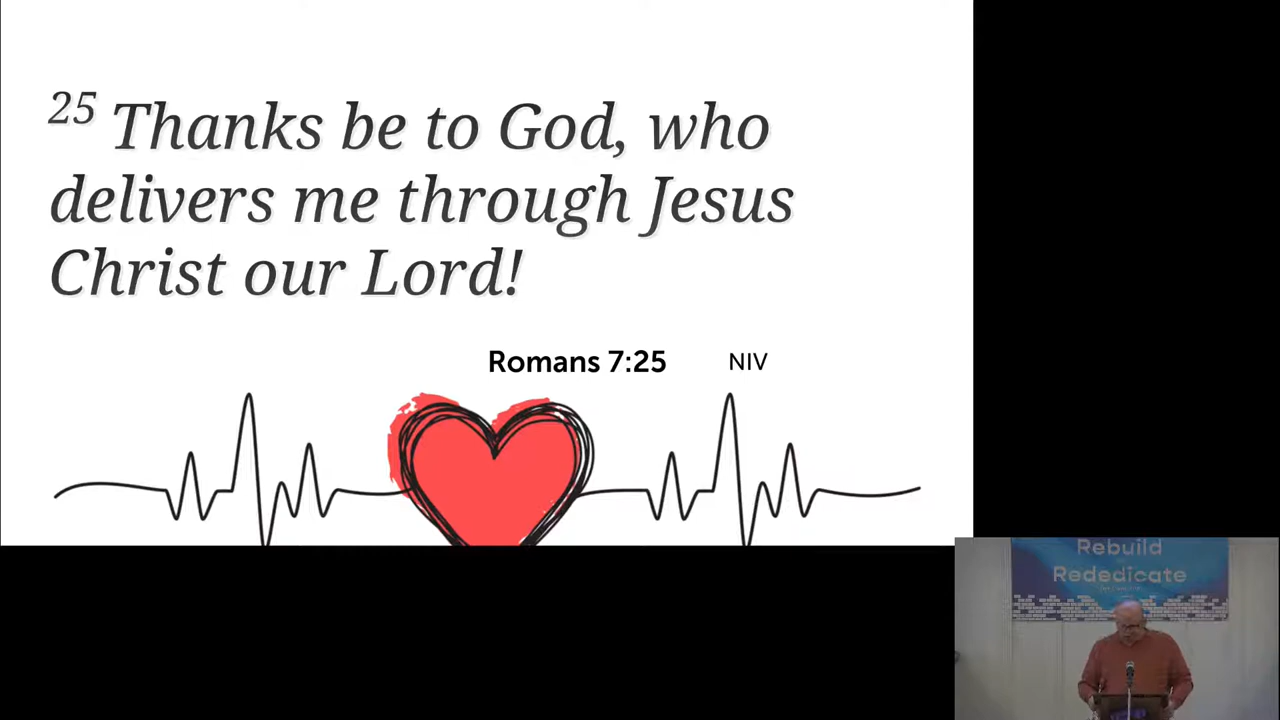 25 Thanks be to God, who
delivers me through Jesus
Christ our Lord!
Romans 7:25 NIV
Rebuild
Rededicate